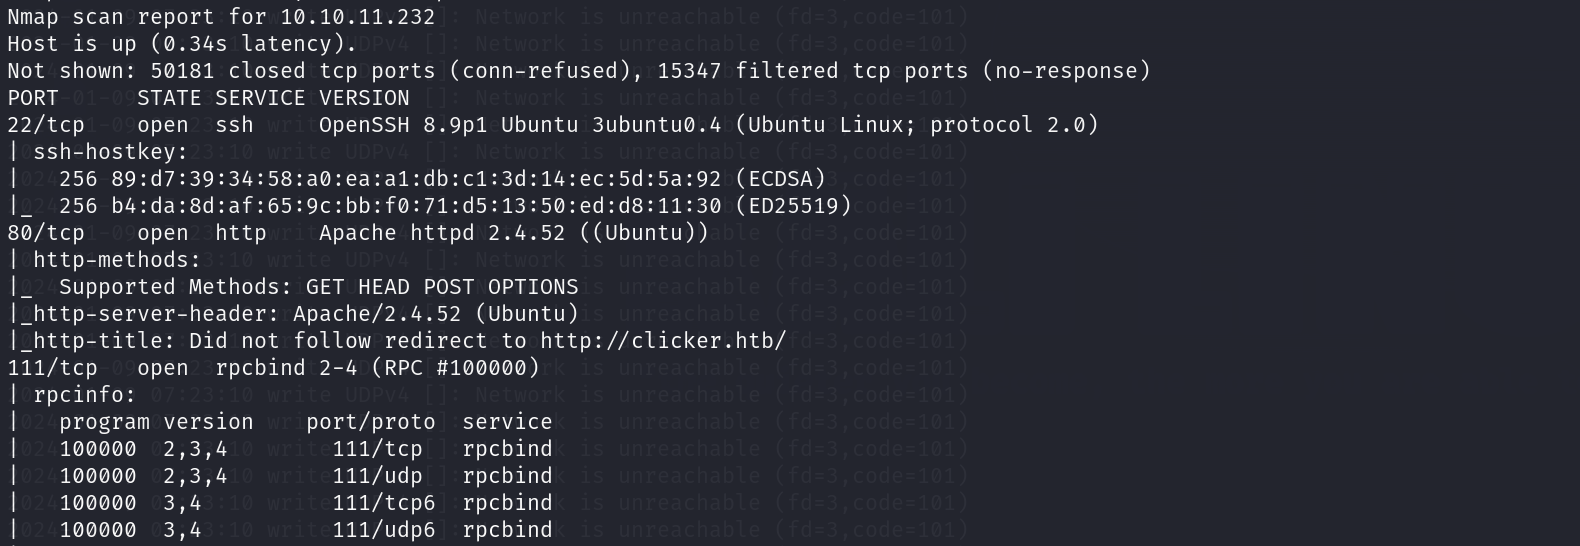 Nmap scan report for 10.10.11.232
Host is up (0.34s latency).
Not shown: 50181 closed tcp ports (conn-refused), 15347 filtered tcp ports (no-response)
PORT      STATE SERVICE VERSION
22/tcp    open  ssh     OpenSSH 8.9p1 Ubuntu 3ubuntu0.4 (Ubuntu Linux; protocol 2.0)
| ssh-hostkey:
|   256 89:d7:39:34:58:a0:ea:a1:db:c1:3d:14:ec:5d:5a:92 (ECDSA)
|_  256 b4:da:8d:af:65:9c:bb:f0:71:d5:13:50:ed:d8:11:30 (ED25519)
80/tcp    open  http    Apache httpd 2.4.52 ((Ubuntu))
| http-methods:
|_  Supported Methods: GET HEAD POST OPTIONS
|_http-server-header: Apache/2.4.52 (Ubuntu)
|_http-title: Did not follow redirect to http://clicker.htb/
111/tcp   open  rpcbind 2-4 (RPC #100000)
| rpcinfo:
|   program version    port/proto  service
|   100000  2,3,4        111/tcp   rpcbind
|   100000  2,3,4        111/udp   rpcbind
|   100000  3,4          111/tcp6  rpcbind
|   100000  3,4          111/udp6  rpcbind